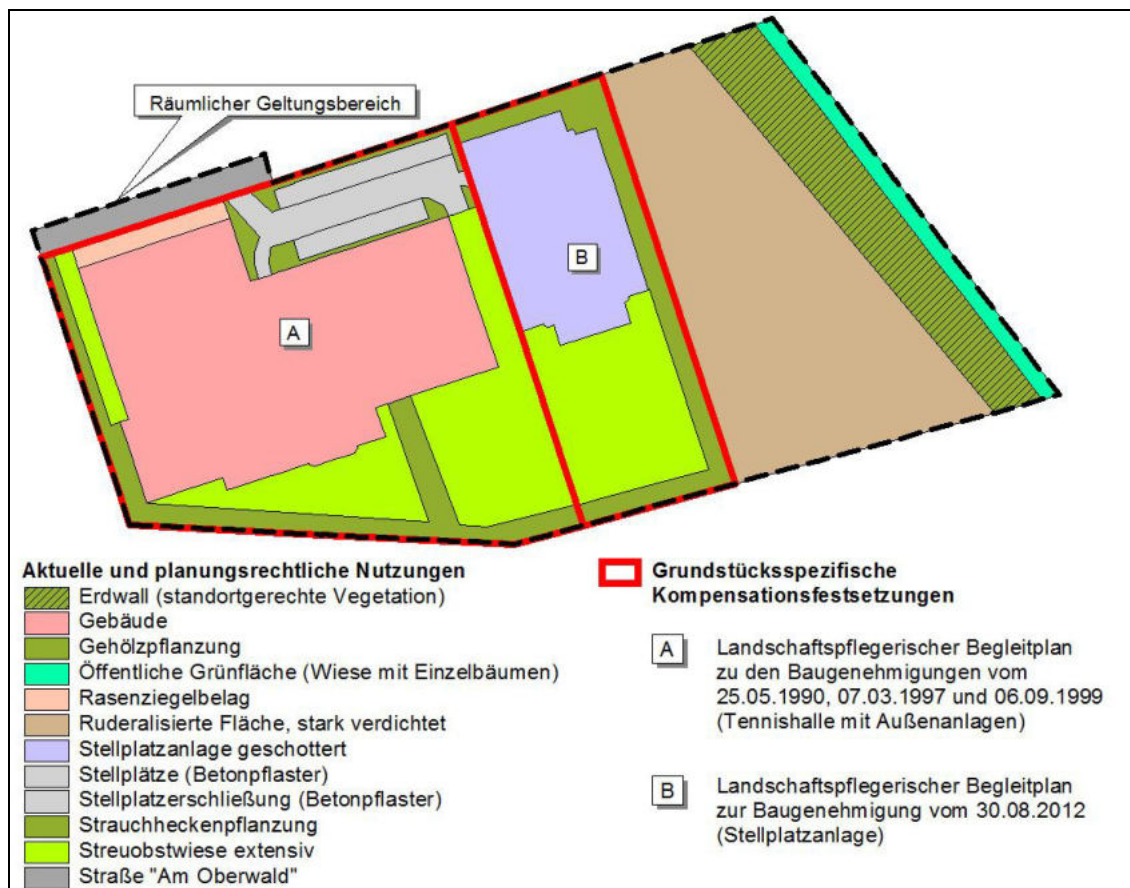 Räumlicher Geltungsbereich
A
B
Aktuelle und planungsrechtliche Nutzungen
Erdwall (standortgerechte Vegetation)
Gebäude
Gehölzpflanzung
Öffentliche Grünfläche (Wiese mit Einzelbäumen)
Rasenziegelbelag
Ruderalisierte Fläche, stark verdichtet
Stellplatzanlage geschottert
Stellplätze (Betonpflaster)
Stellplatzerschließung (Betonpflaster)
Strauchheckenpflanzung
Streuobstwiese extensiv
Straße "Am Oberwald"
Grundstücksspezifische
Kompensationsfestsetzungen
A
Landschaftspflegerischer Begleitplan
zu den Baugenehmigungen vom
25.05.1990, 07.03.1997 und 06.09.1999
(Tennishalle mit Außenanlagen)
B
Landschaftspflegerischer Begleitplan
zur Baugenehmigung vom 30.08.2012
(Stellplatzanlage)